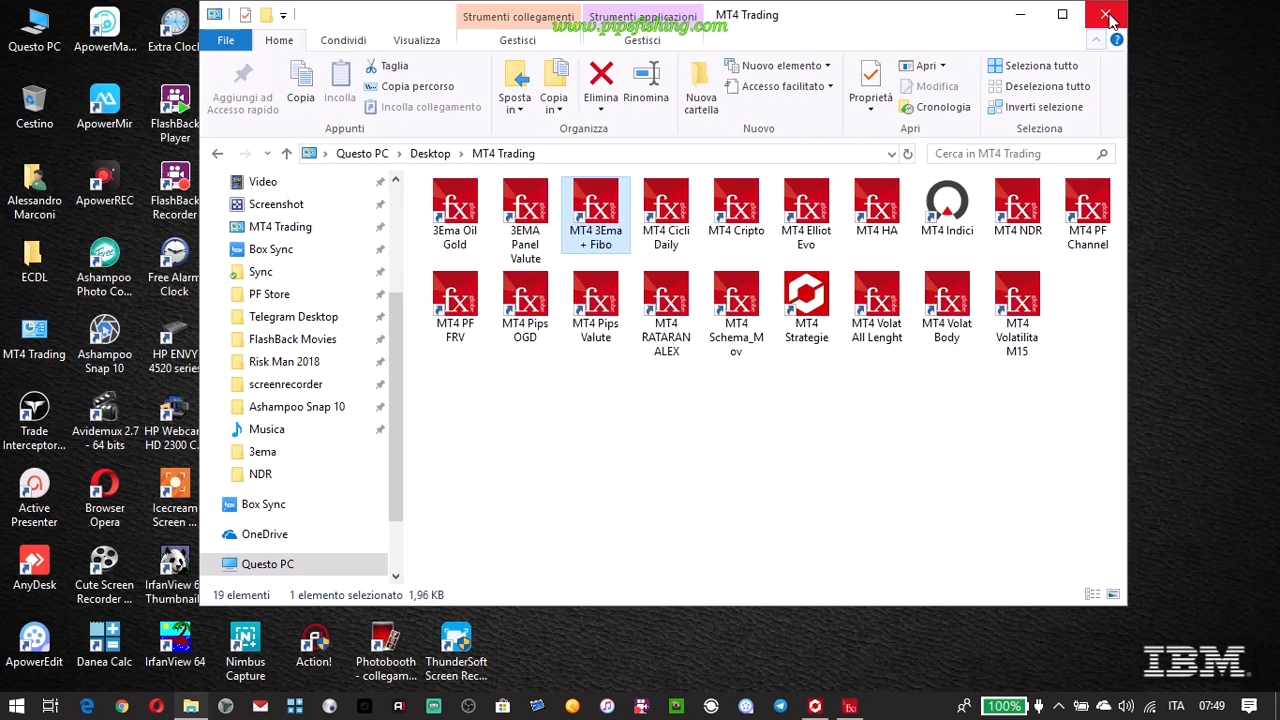 Strumenti collegamenti
Strumenti applicazioni
MT4 Trading
www.pipsfishing.com
File
Home
Condividi
Visualizza
Gestisci
Gestisci
Aggiungi ad
Accesso rapido
Copia
Incolla
Taglia
Copia percorso
Incolla collegamento
Appunti
Sposta
in
Copia
in
Elimina
Rinomina
Organizza
Nuova
cartella
Nuovo elemento
Accesso facilitato
Nuovo
Proprietà
Apri
Modifica
Cronologia
Apri
Seleziona tutto
Deseleziona tutto
Inverti selezione
Seleziona
Questo PC
Desktop
MT4 Trading
Cerca in MT4 Trading
Video
Screenshot
MT4 Trading
Box Sync
Sync
PF Store
Telegram Desktop
FlashBack Movies
Risk Man 2018
screenrecorder
Ashampoo Snap 10
Musica
3ema
NDR
Box Sync
OneDrive
Questo PC
3Ema Oil
Gold
3EMA
Panel
Valute
MT4 3Ema
+ Fibo
MT4 Cicli
Daily
MT4 Cripto
MT4 Elliot
Evo
MT4 HA
MT4 Indici
MT4 NDR
MT4 PF
Channel
MT4 PF
FRV
MT4 Pips
OGD
MT4 Pips
Valute
MT4
RATARAN
ALEX
MT4
Schema_M
ov
MT4
Strategie
MT4 Volat
All Lenght
MT4 Volat
Body
MT4
Volatilita
M15
19 elementi
1 elemento selezionato 1,96 KB
Questo PC
ApowerMa...
Extra Clock
Cestino
ApowerMir
FlashBack
Player
Alessandro
Marconi
ApowerREC
FlashBack
Recorder
ECDL
Ashampoo
Photo Co...
Free Alarm
Clock
MT4 Trading
Ashampoo
Snap 10
HP ENVY
4520 series
Trade
Interceptor...
Avidemux 2.7
- 64 bits
HP Webcam
HD 2300 C...
Active
Presenter
Browser
Opera
Icecream
Screen ...
AnyDesk
Cute Screen
Recorder ...
IrfanView 64
Thumbnail
ApowerEdit
Danea Calc
IrfanView 64
Nimbus
Capture
Action!
Photobooth
- collegam...
ThunderSoft
Screen Rec...
IBM
100%
ITA
07:49